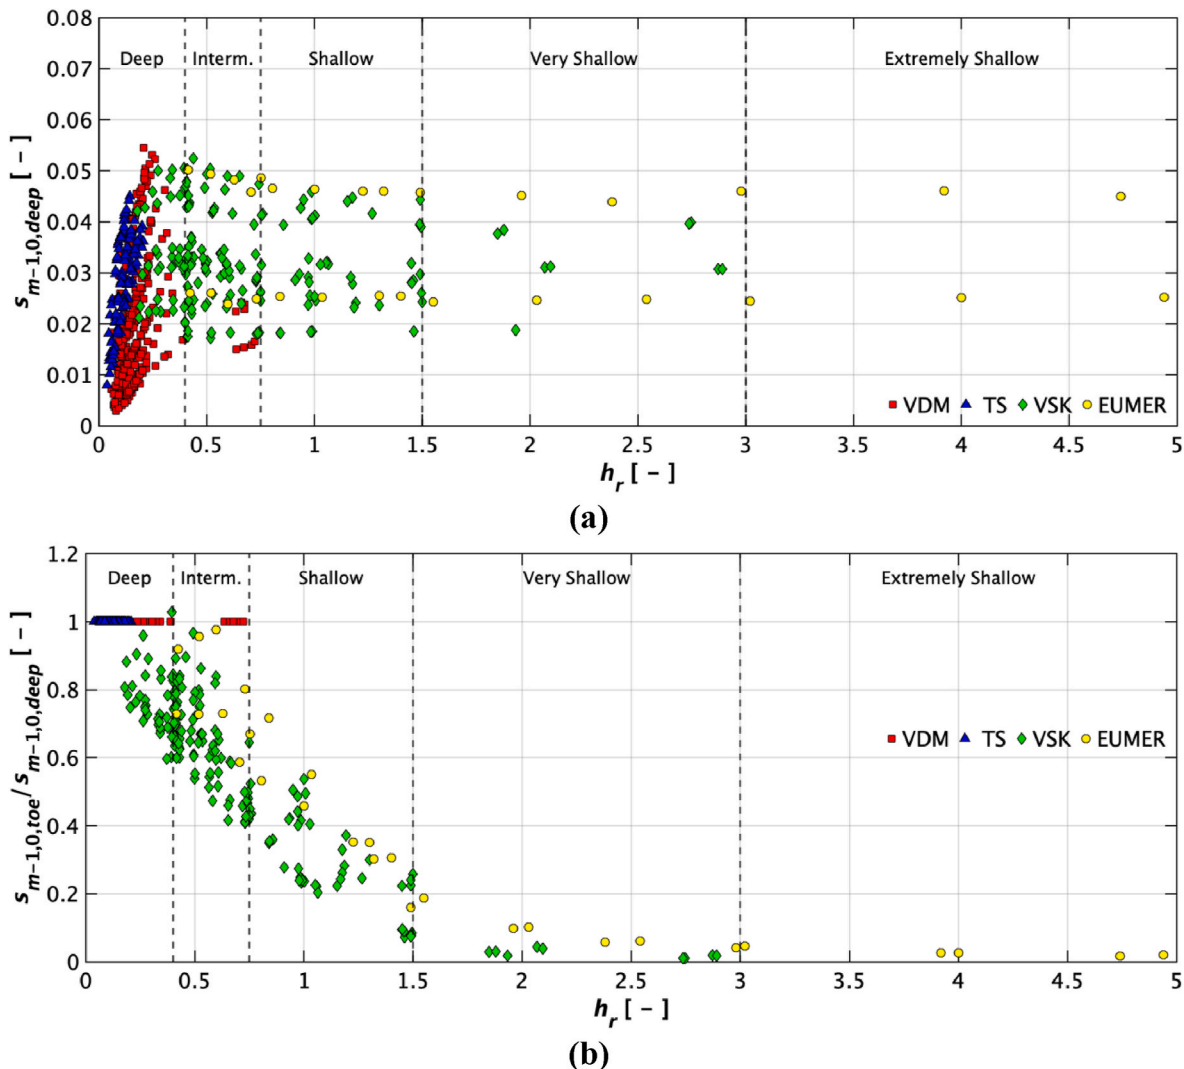 0.08
Deep Interm. Shallow Very Shallow Extremely Shallow
0.07
0.06
0.05
0.04
0.03
0.02
0.01
0
s_{m−1,0,deep} [ - ]
VDM TS VSK EUMER
0 0.5 1 1.5 2 2.5 3 3.5 4 4.5 5
h_r [ - ]
(a)
1.2
Deep Interm. Shallow Very Shallow Extremely Shallow
1
0.8
0.6
0.4
0.2
0
s_{m−1,0,toe}/s_{m−1,0,deep} [ - ]
VDM TS VSK EUMER
0 0.5 1 1.5 2 2.5 3 3.5 4 4.5 5
h_r [ - ]
(b)